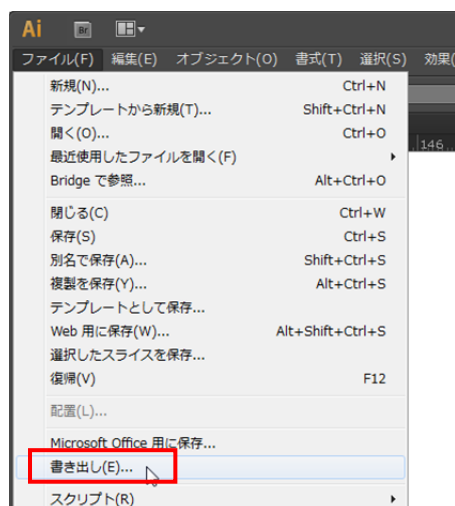 Ai Br
ファイル(F) 編集(E) オブジェクト(O) 書式(T) 選択(S) 効果(
新規(N)... Ctrl+N
テンプレートから新規(T)... Shift+Ctrl+N
開く(O)... Ctrl+O
146
最近使用したファイルを開く(F)
Bridge で参照... Alt+Ctrl+O
閉じる(C) Ctrl+W
保存(S) Ctrl+S
別名で保存(A)... Shift+Ctrl+S
複製を保存(Y)... Alt+Ctrl+S
テンプレートとして保存...
Web 用に保存(W)... Alt+Shift+Ctrl+S
選択したスライスを保存...
復帰(V) F12
配置(L)...
Microsoft Office 用に保存...
書き出し(E)...
スクリプト(R)